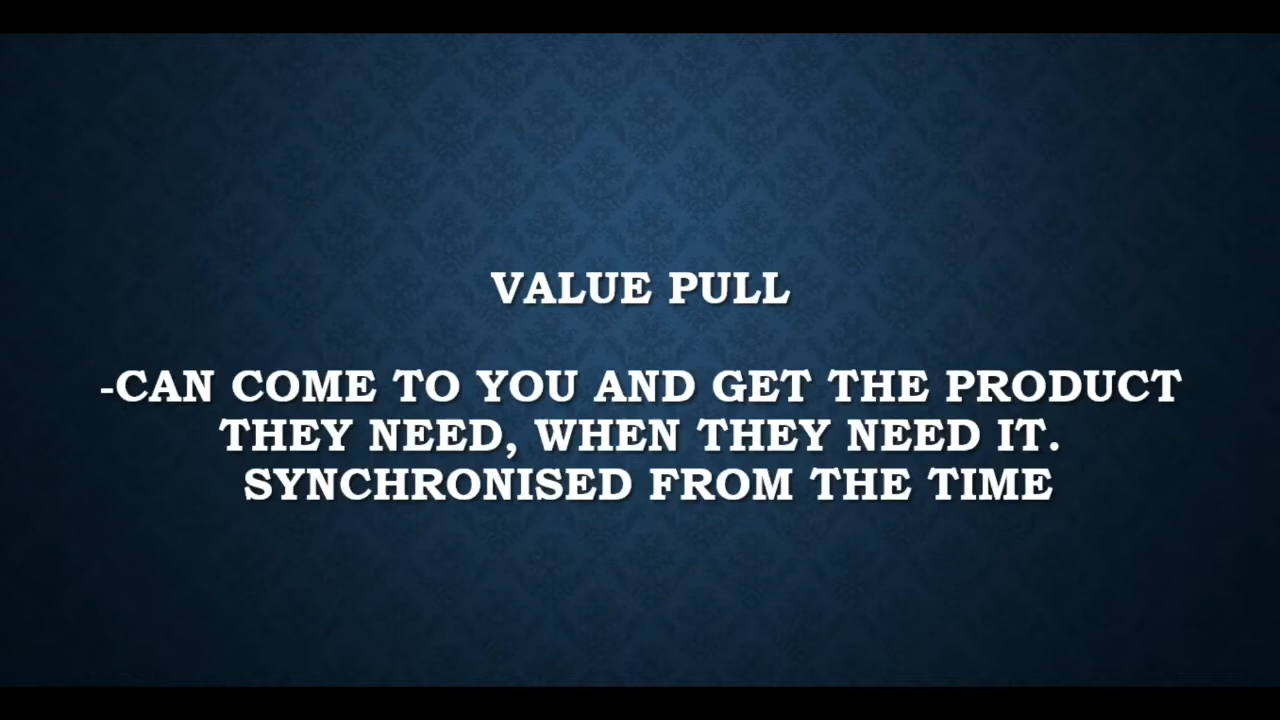 VALUE PULL
-CAN COME TO YOU AND GET THE PRODUCT
THEY NEED, WHEN THEY NEED IT.
SYNCHRONISED FROM THE TIME